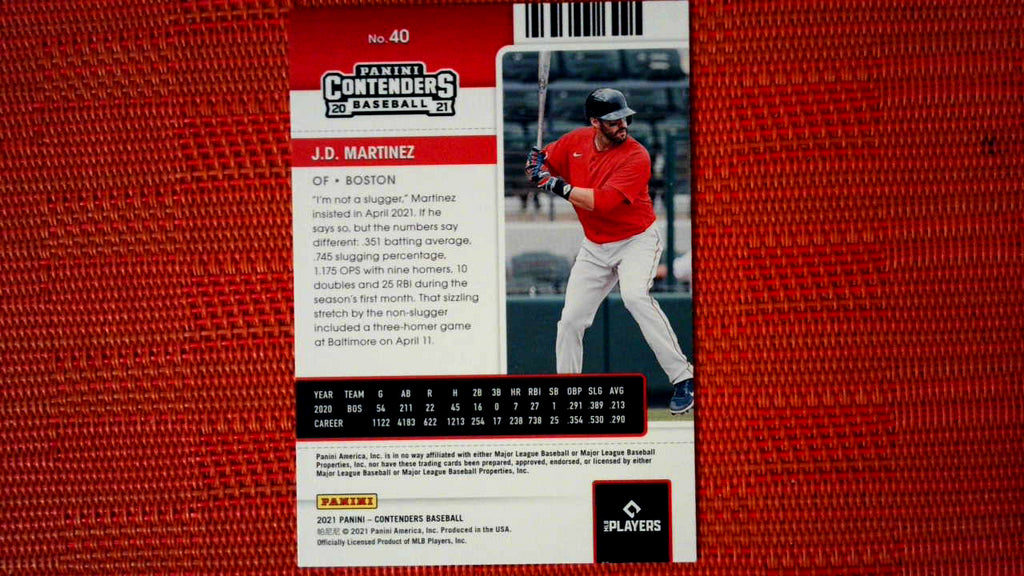 No. 40
PANINI
CONTENDERS
20 BASEBALL 21
J.D. MARTINEZ
OF • BOSTON
"I'm not a slugger," Martinez
insisted in April 2021. If he
says so, but the numbers say
different: .351 batting average,
.745 slugging percentage,
1.175 OPS with nine homers, 10
doubles and 25 RBI during the
season's first month. That sizzling
stretch by the non-slugger
included a three-homer game
at Baltimore on April 11.
YEAR TEAM G AB R H 2B 3B HR RBI SB OBP SLG AVG
2020 BOS 54 211 22 45 16 0 7 27 1 .291 .389 .213
CAREER 1122 4183 622 1213 254 17 238 738 25 .354 .530 .290
Panini America, Inc. is in no way affiliated with either Major League Baseball or Major League Baseball
Properties, Inc. nor have these trading cards been prepared, approved, endorsed, or licensed by either
Major League Baseball or Major League Baseball Properties, Inc.
PANINI
2021 PANINI – CONTENDERS BASEBALL
帕尼尼 © 2021 Panini America, Inc. Produced in the USA.
Officially Licensed Product of MLB Players, Inc.
MLB PLAYERS